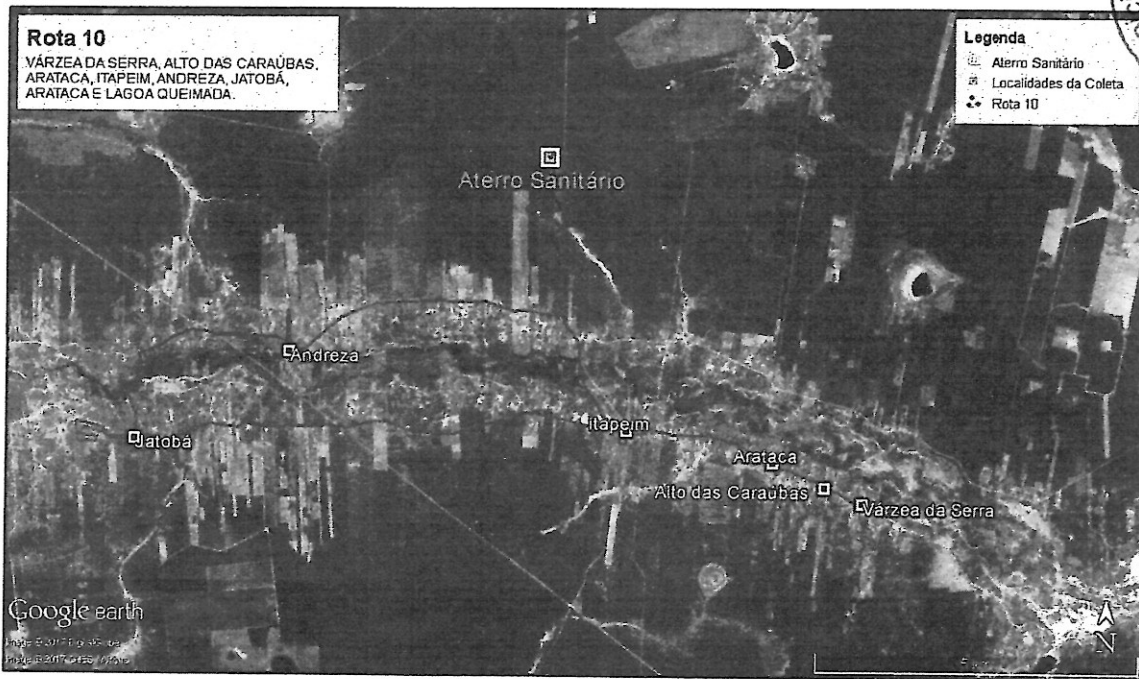 Rota 10
VÁRZEA DA SERRA, ALTO DAS CARAÚBAS,
ARATACA, ITAPEIM, ANDREZA, JATOBÁ,
ARATACA E LAGOA QUEIMADA.
Legenda
Aterro Sanitário
Localidades da Coleta
Rota 10
Aterro Sanitário
Andreza
Jatobá
Itapeim
Arataca
Alto das Caraúbas
Várzea da Serra
Google earth
N